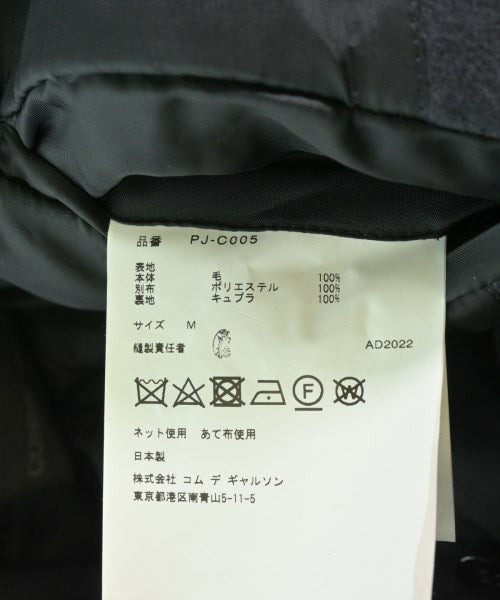 品番 PJ-C005
表地
本体 毛 100%
別布 ポリエステル 100%
裏地 キュプラ 100%
サイズ M
縫製責任者 AD2022
F W
ネット使用 あて布使用
日本製
株式会社 コム デ ギャルソン
東京都港区南青山5-11-5